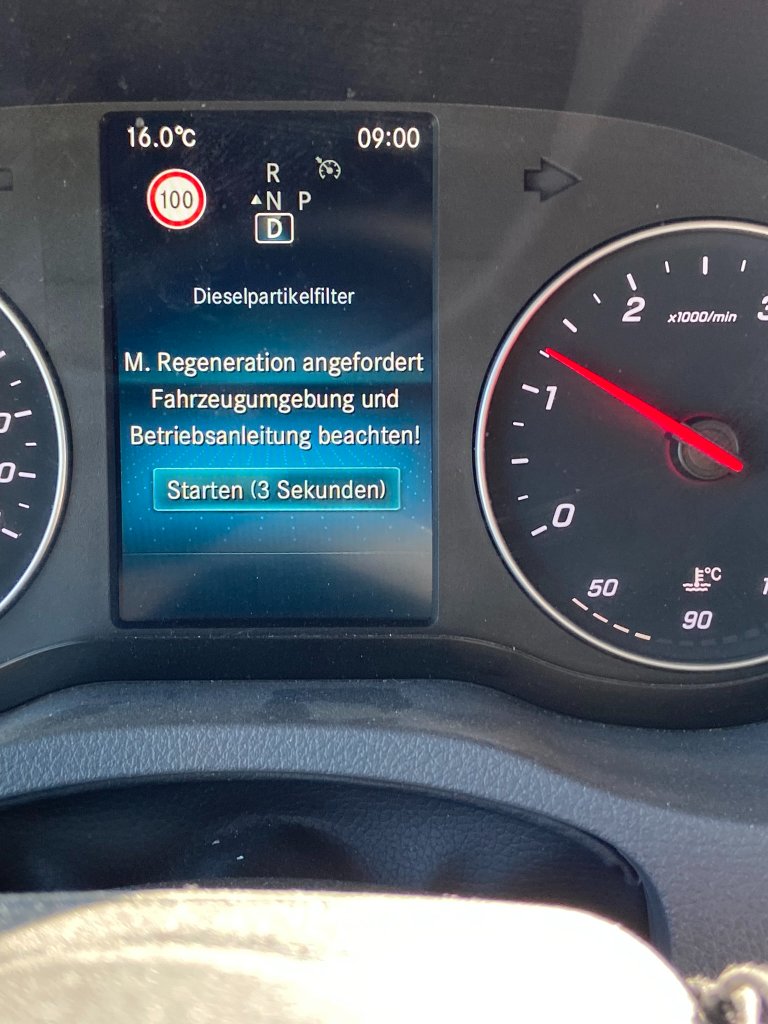 16.0°C 09:00
100
R
N P
D
Dieselpartikelfilter
M. Regeneration angefordert
Fahrzeugumgebung und
Betriebsanleitung beachten!
Starten (3 Sekunden)
2
x1000/min
1
0
°C
50
90